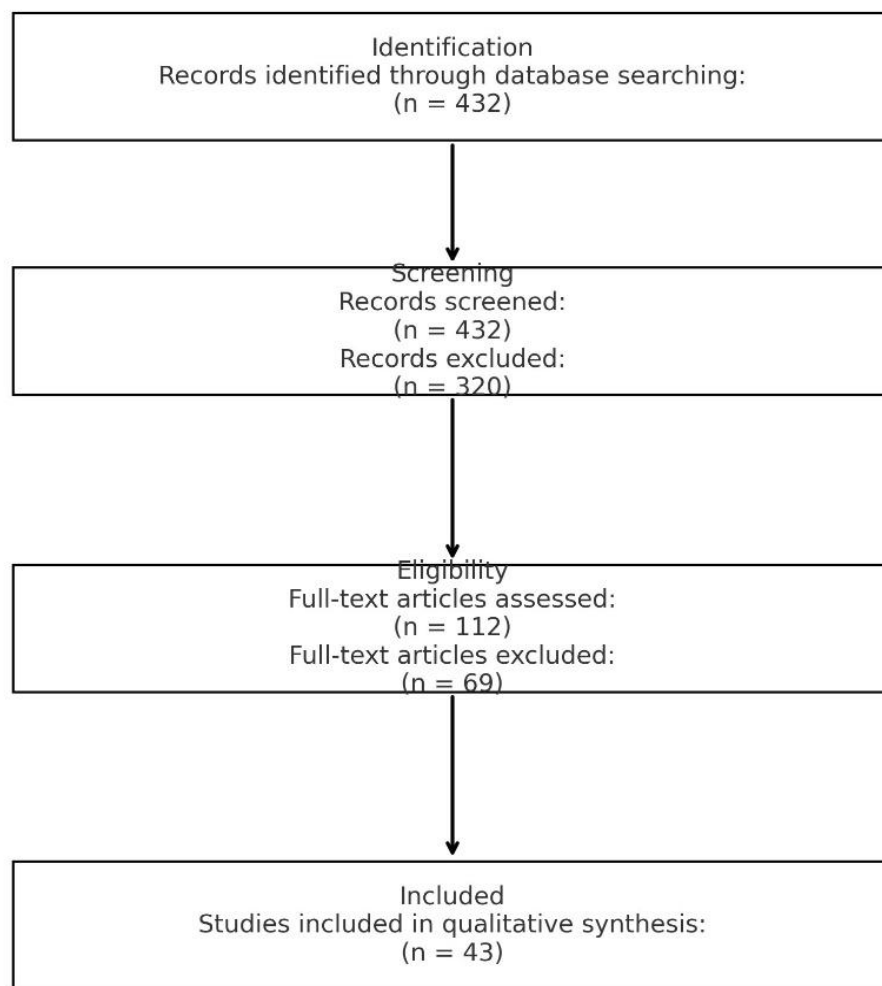 Identification
Records identified through database searching:
(n = 432)
Screening
Records screened:
(n = 432)
Records excluded:
(n = 320)
Eligibility
Full-text articles assessed:
(n = 112)
Full-text articles excluded:
(n = 69)
Included
Studies included in qualitative synthesis:
(n = 43)